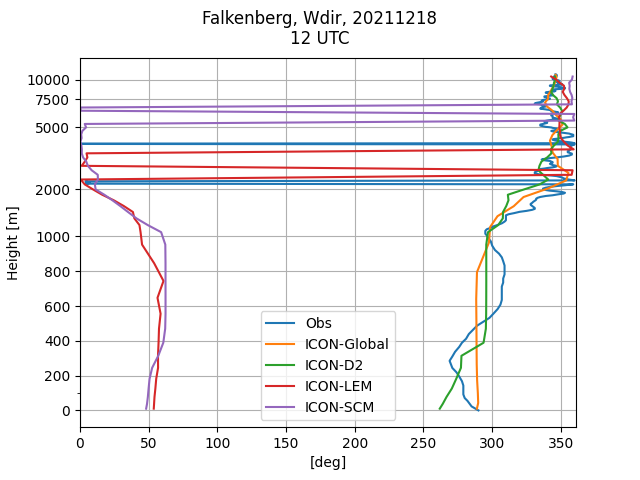 Falkenberg, Wdir, 20211218
12 UTC
Height [m]
10000
7500
5000
2000
1000
800
600
400
200
0
Obs
ICON-Global
ICON-D2
ICON-LEM
ICON-SCM
0 50 100 150 200 250 300 350
[deg]